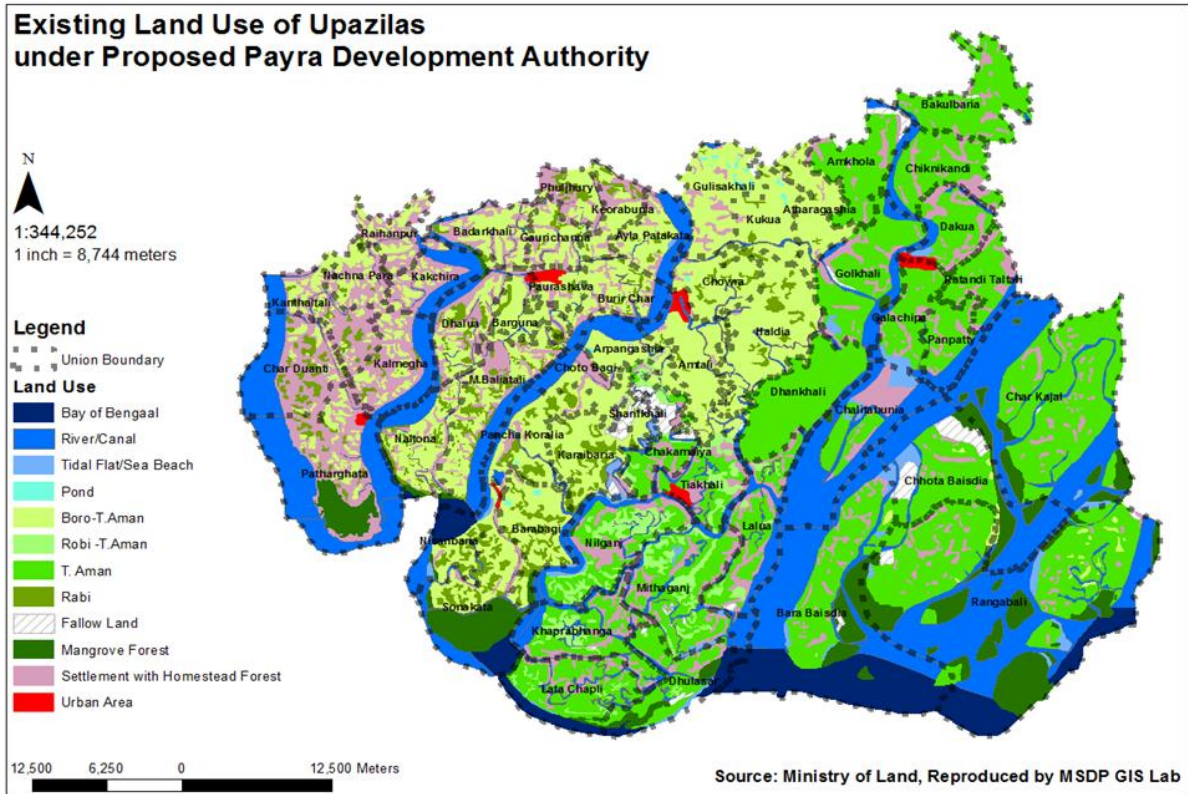 Existing Land Use of Upazilas
under Proposed Payra Development Authority
N
1:344,252
1 inch = 8,744 meters
Legend
Union Boundary
Land Use
Bay of Bengaal
River/Canal
Tidal Flat/Sea Beach
Pond
Boro-T.Aman
Robi -T.Aman
T. Aman
Rabi
Fallow Land
Mangrove Forest
Settlement with Homestead Forest
Urban Area
12,500 6,250 0 12,500 Meters
Bakulbaria
Amkhola
Chiknikandi
Phuljhury
Gulisakhali
Keorabunia
Kukua
Atharagashia
Raihanpur
Badarkhali
Gaurichanna
Ayla Patakata
Dakua
Nachna Para
Kakchira
Golkhali
Ratandi Taltali
Paurashava
Chowra
Kanthaltali
Burir Char
Dhalua
Barguna
Haldia
Galachipa
Panpatty
Arpangashia
Char Duanti
Kalmegha
Choto Bagi
Amtali
M.Baliatali
Dhankhali
Char Kajal
Chalitabunia
Shantikhali
Naltona
Pancha Koralia
Karaibaria
Chakamaiya
Patharghata
Tiakhali
Chhota Baisdia
Barabagi
Lalua
Nisanbaria
Nilganj
Mithaganj
Sonakata
Bara Baisdia
Rangabali
Khaprabhanga
Lata Chapli
Dhulasar
Source: Ministry of Land, Reproduced by MSDP GIS Lab